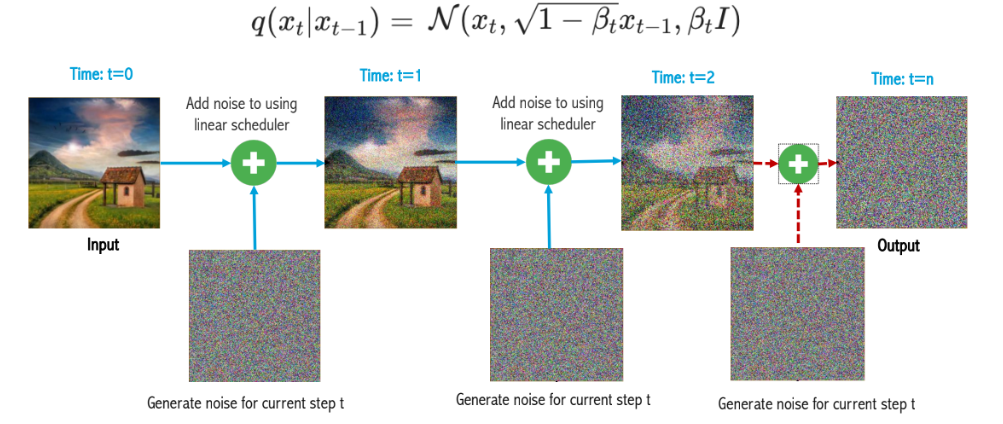 q(x_t|x_{t-1}) = 𝒩(x_t, √(1 − β_t)x_{t-1}, β_tI)
Time: t=0
Time: t=1
Time: t=2
Time: t=n
Add noise to using
linear scheduler
Add noise to using
linear scheduler
Input
Output
Generate noise for current step t
Generate noise for current step t
Generate noise for current step t